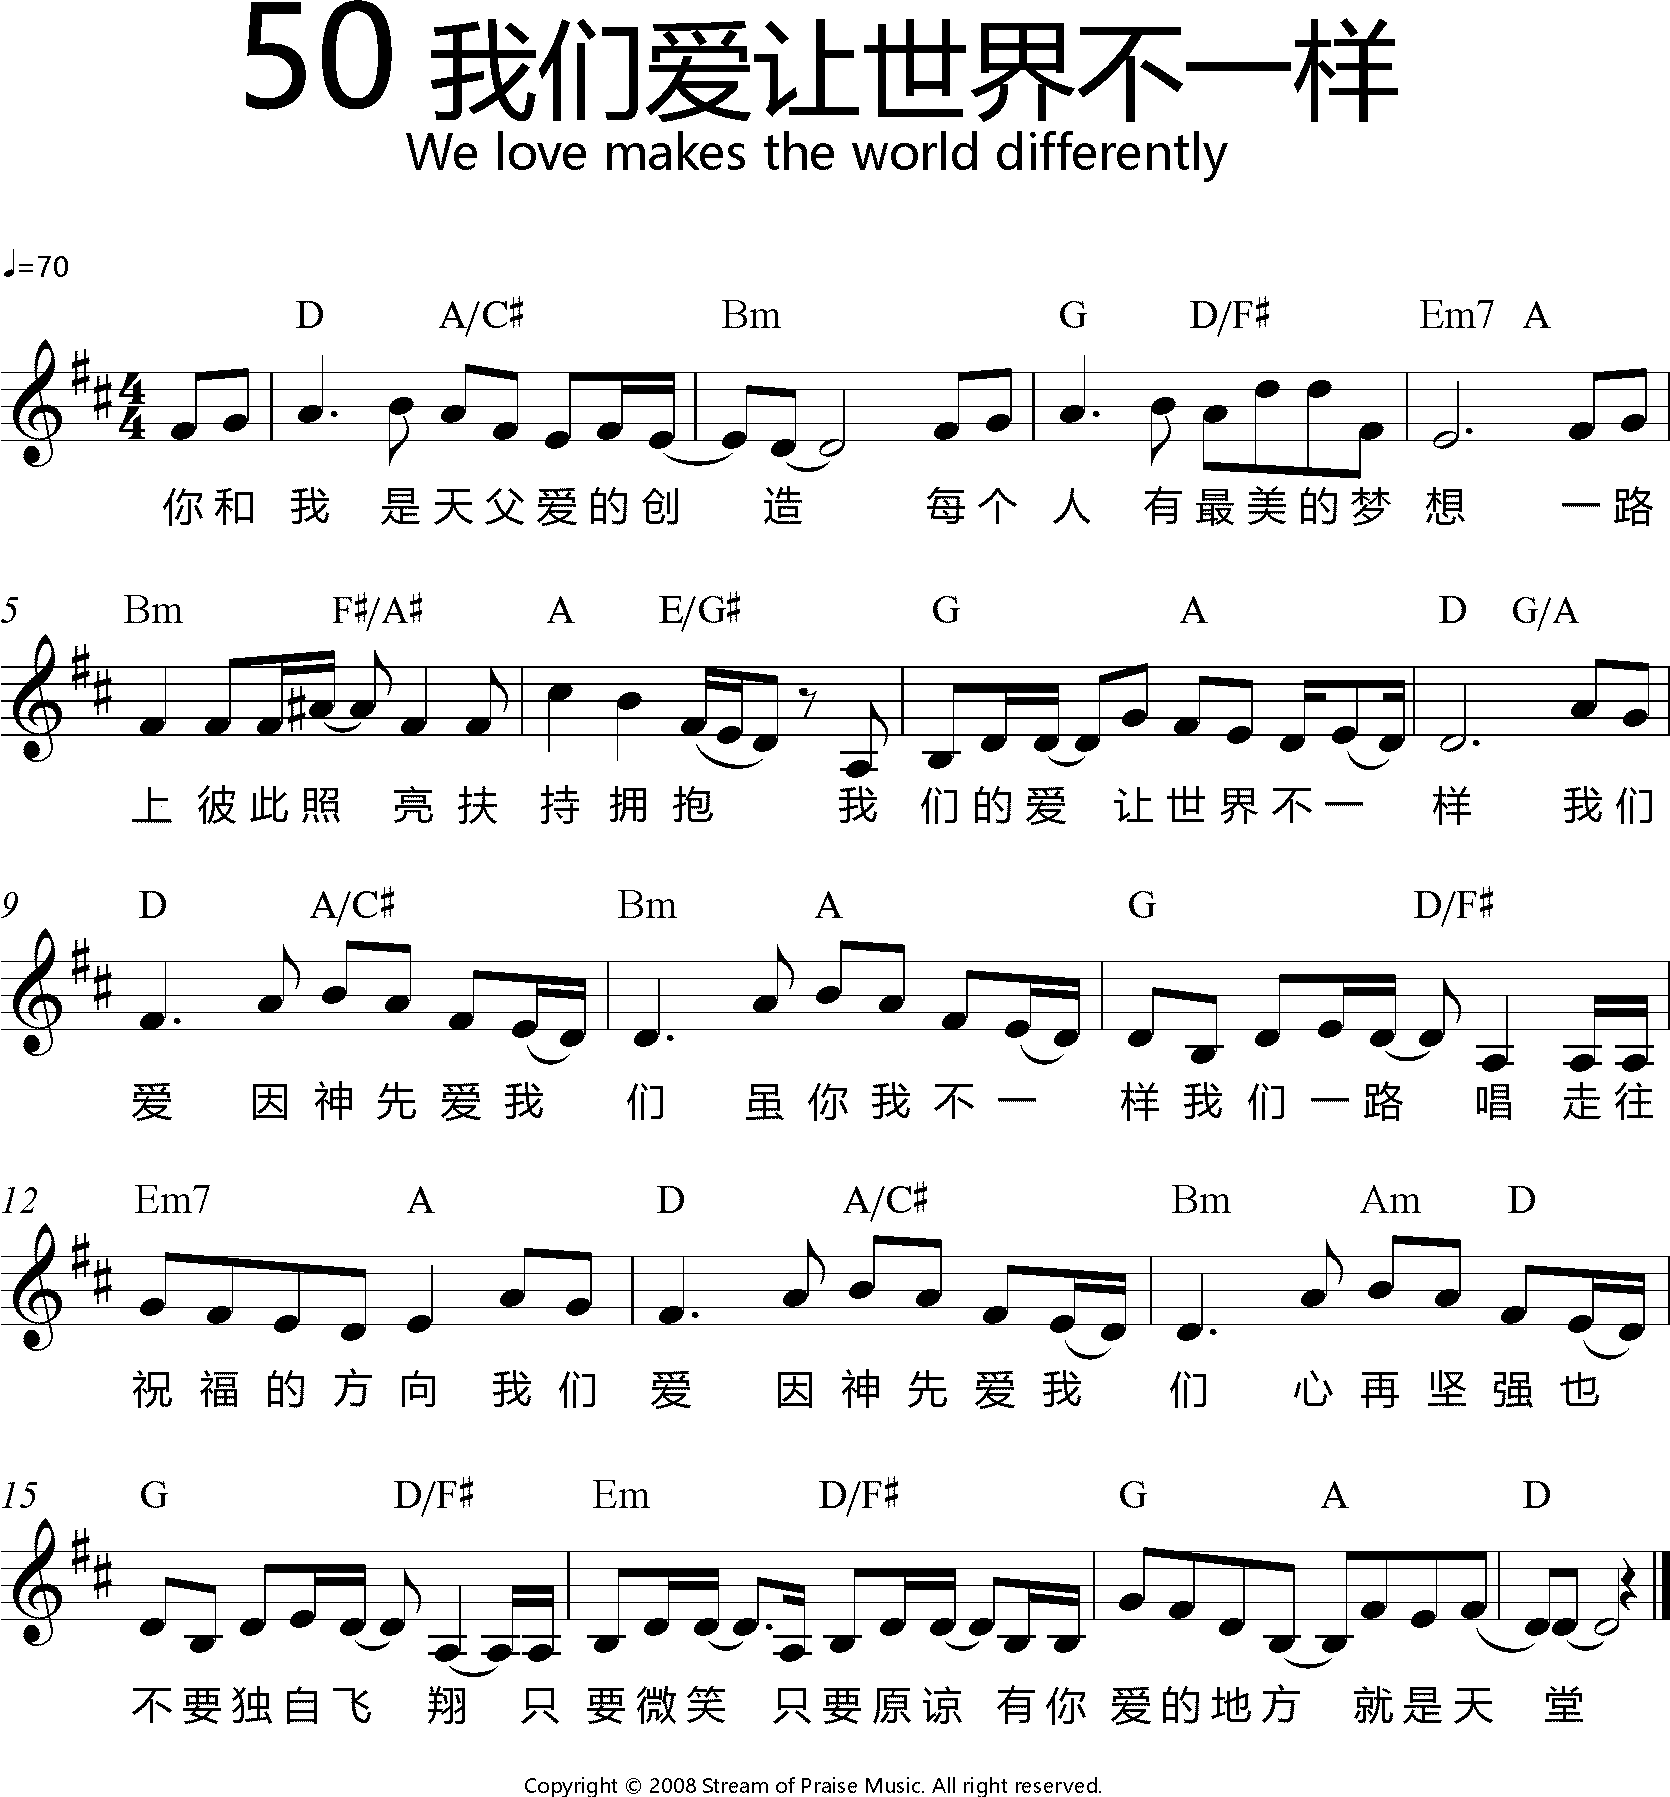 50 我们爱让世界不一样
We love makes the world differently
♩=70
D A/C♯ Bm G D/F♯ Em7 A
4 4
你和我是天父爱的创造每个人有最美的梦想一路
5 Bm F♯/A♯ A E/G♯ G A D G/A
上彼此照亮扶持拥抱我们的爱让世界不一样我们
9 D A/C♯ Bm A G D/F♯
爱因神先爱我们虽你我不一样我们一路唱走往
12 Em7 A D A/C♯ Bm Am D
祝福的方向我们爱因神先爱我们心再坚强也
15 G D/F♯ Em D/F♯ G A D
不要独自飞翔只要微笑只要原谅有你爱的地方就是天堂
Copyright © 2008 Stream of Praise Music. All right reserved.